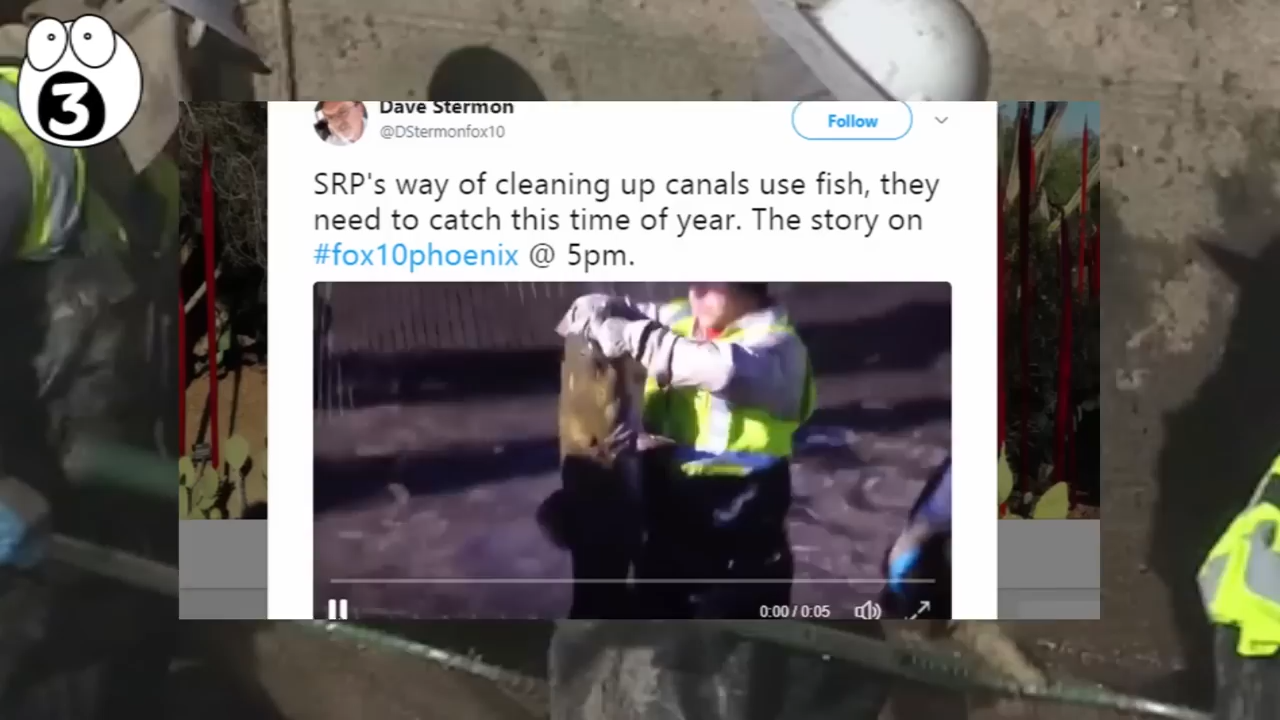 3
Dave Stermon
@DStermonfox10
Follow
SRP's way of cleaning up canals use fish, they
need to catch this time of year. The story on
#fox10phoenix @ 5pm.
0:00 / 0:05